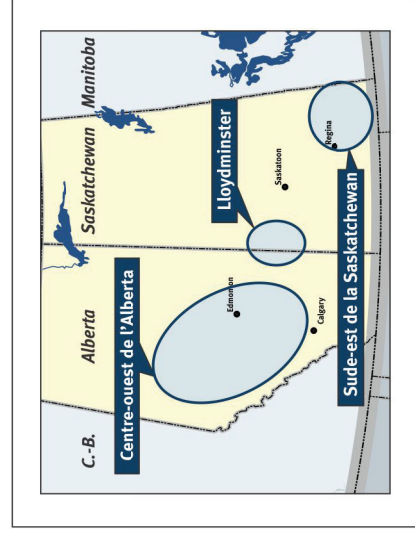 C.-B.
Alberta
Saskatchewan
Manitoba
Centre-ouest de l'Alberta
Lloydminster
Edmonton
Saskatoon
Calgary
Regina
Sude-est de la Saskatchewan